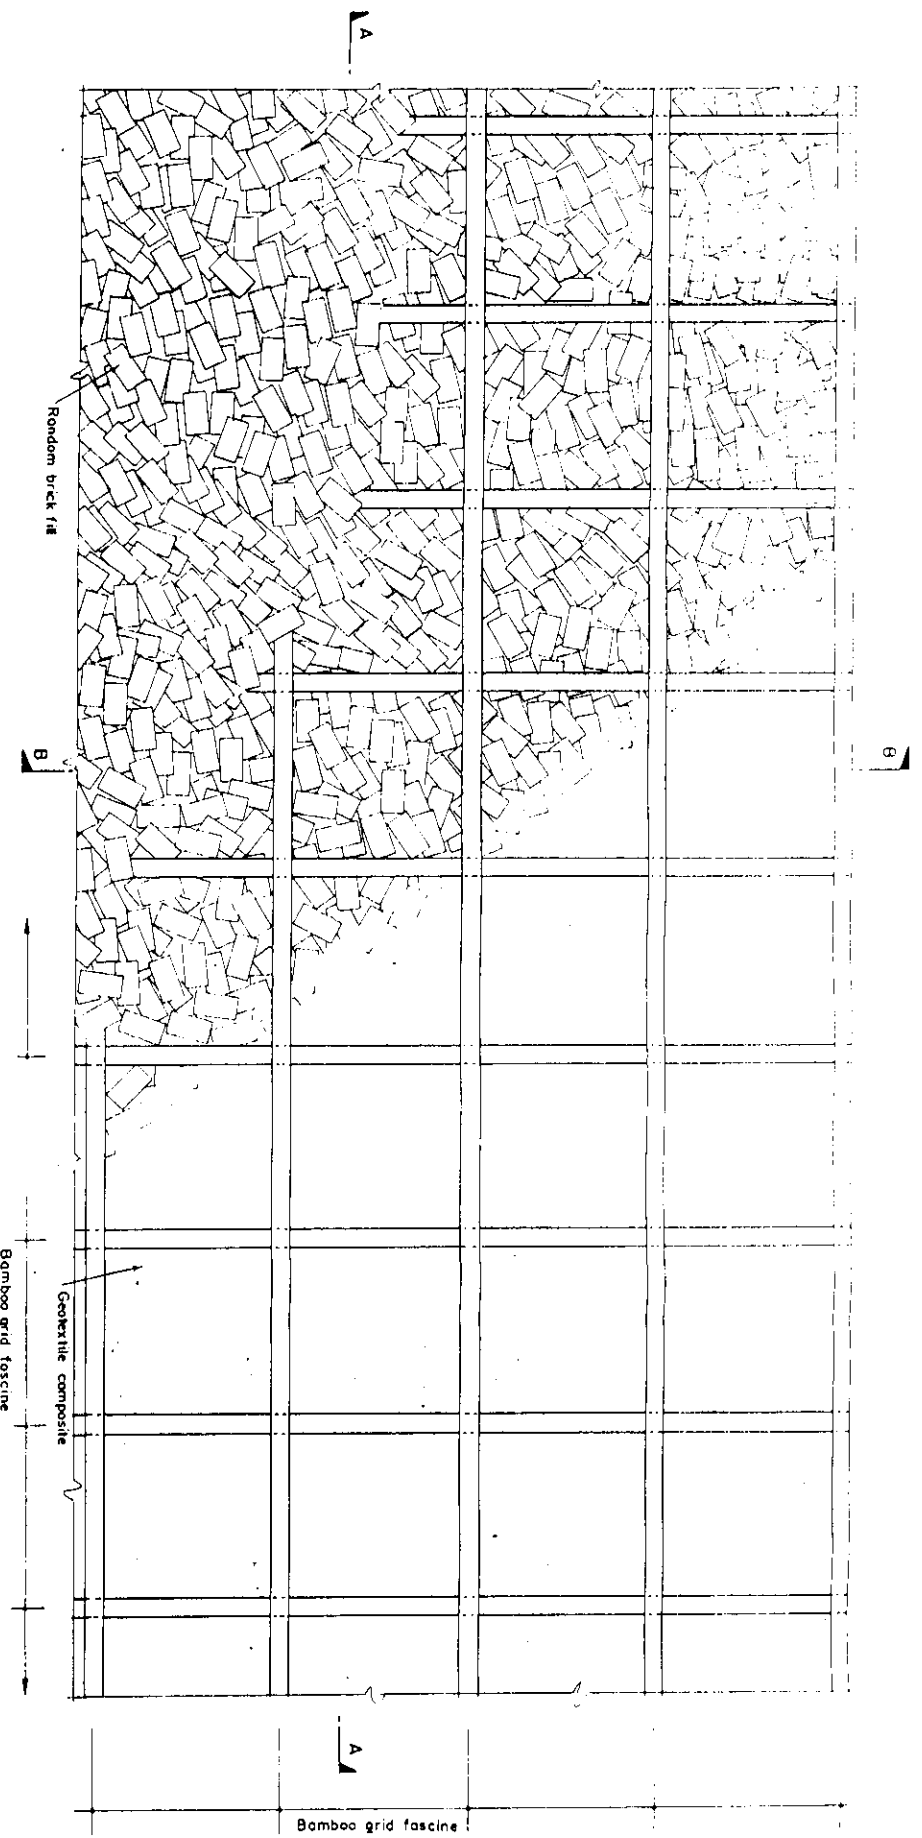 A
Random brick fill
B
B
Geotextile composite
Bamboo grid fascine
A
Bamboo grid fascine